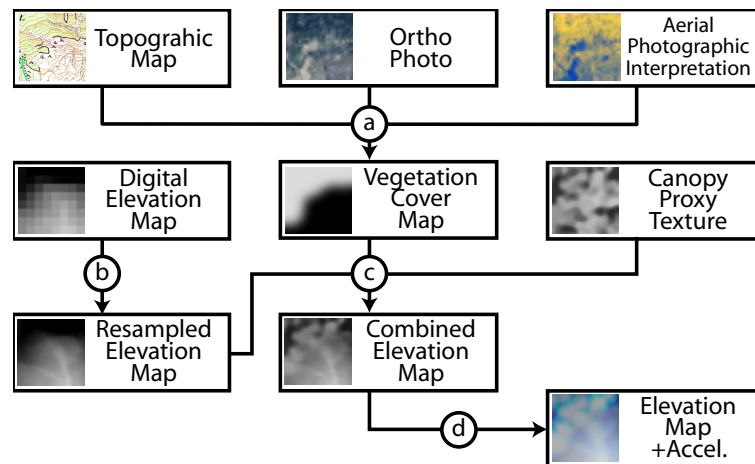 Topograhic
Map
Ortho
Photo
Aerial
Photographic
Interpretation
a
Digital
Elevation
Map
Vegetation
Cover
Map
Canopy
Proxy
Texture
b
c
Resampled
Elevation
Map
Combined
Elevation
Map
d
Elevation
Map
+Accel.